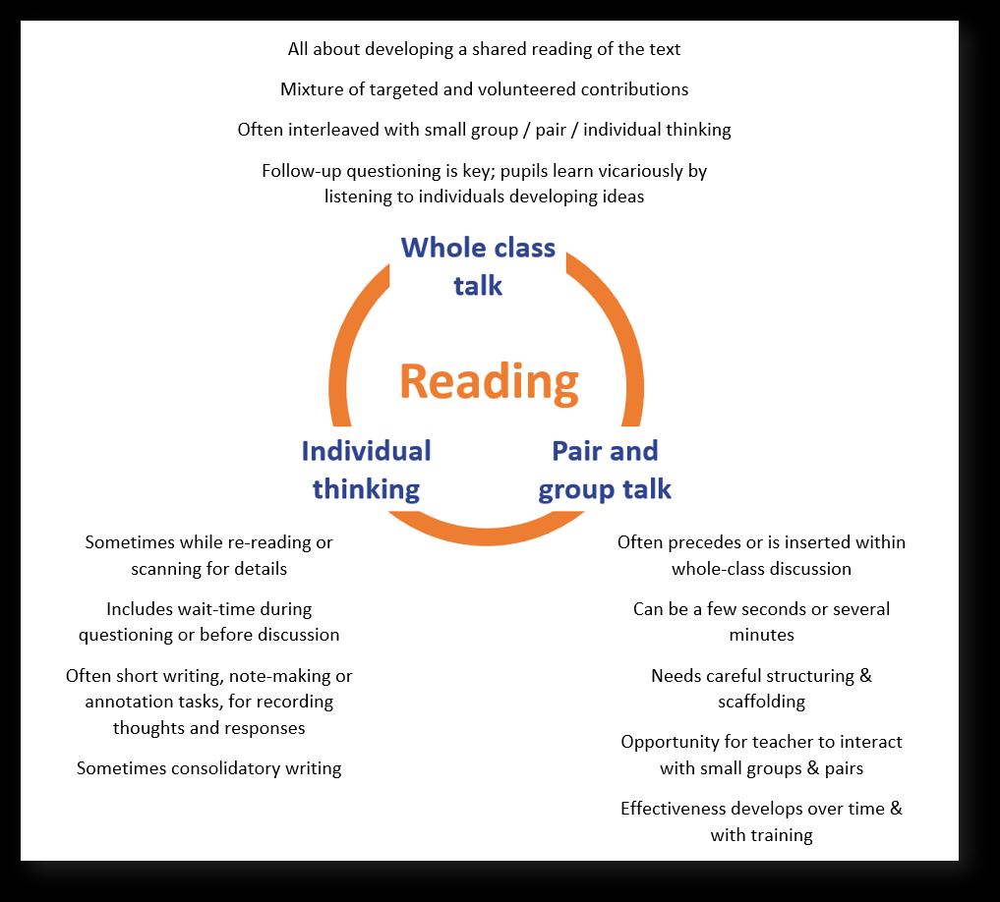 All about developing a shared reading of the text
Mixture of targeted and volunteered contributions
Often interleaved with small group / pair / individual thinking
Follow-up questioning is key; pupils learn vicariously by
listening to individuals developing ideas
Whole class
talk
Reading
Individual
thinking
Pair and
group talk
Sometimes while re-reading or
scanning for details
Includes wait-time during
questioning or before discussion
Often short writing, note-making or
annotation tasks, for recording
thoughts and responses
Sometimes consolidatory writing
Often precedes or is inserted within
whole-class discussion
Can be a few seconds or several
minutes
Needs careful structuring &
scaffolding
Opportunity for teacher to interact
with small groups & pairs
Effectiveness develops over time &
with training